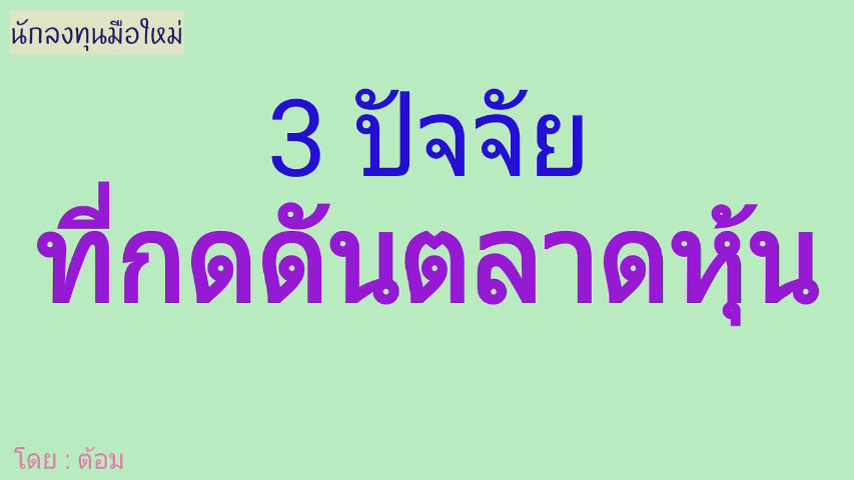 นักลงทุนมือใหม่
3 ปัจจัย
ที่กดดันตลาดหุ้น
โดย : ต้อม